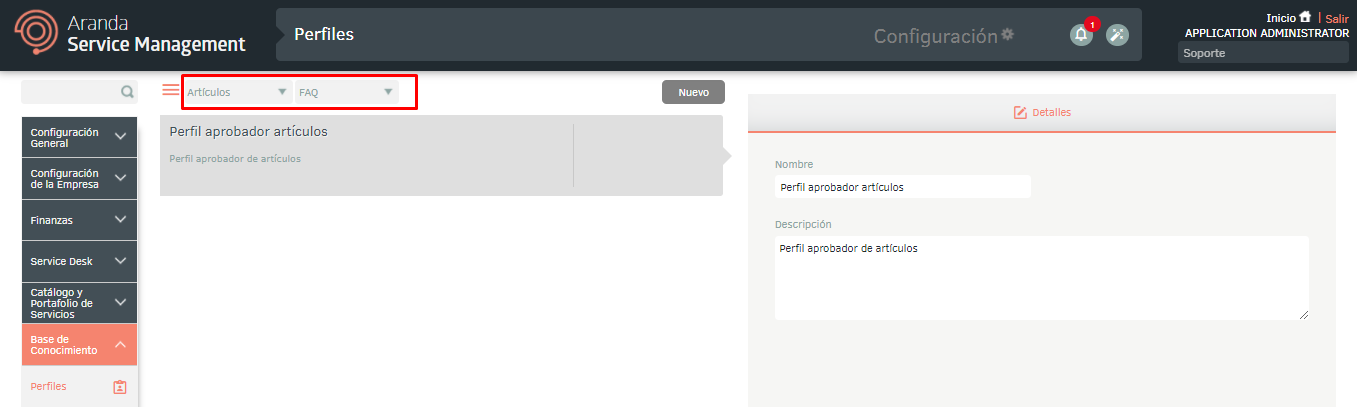 Aranda
Service Management
Perfiles
Configuración
1
Inicio | Salir
APPLICATION ADMINISTRATOR
Soporte
Artículos
FAQ
Nuevo
Configuración
General
Configuración
de la Empresa
Finanzas
Service Desk
Catálogo y
Portafolio de
Servicios
Base de
Conocimiento
Perfiles
Perfil aprobador artículos
Perfil aprobador de artículos
Detalles
Nombre
Perfil aprobador artículos
Descripción
Perfil aprobador de artículos